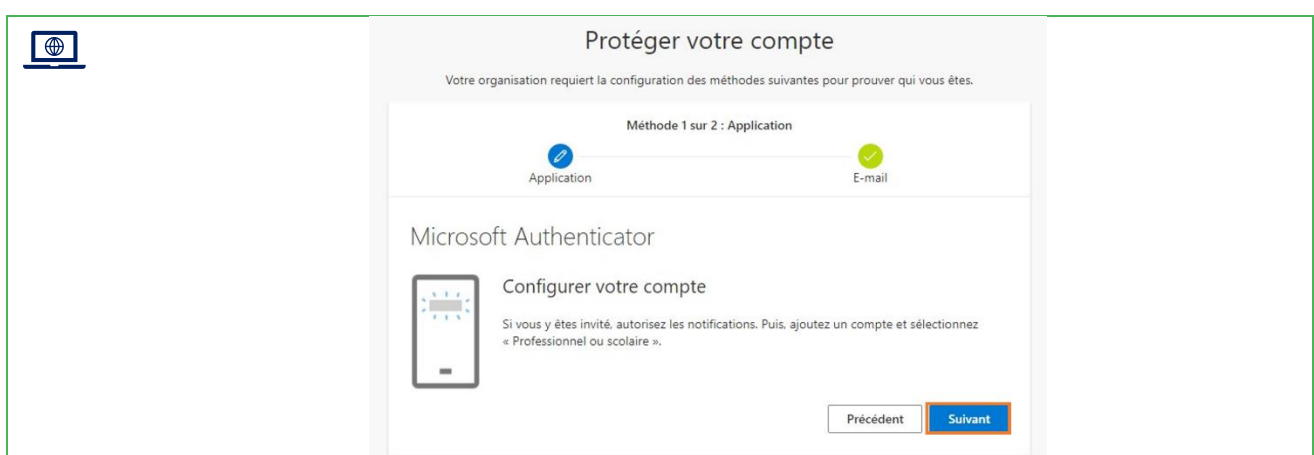 Protéger votre compte
Votre organisation requiert la configuration des méthodes suivantes pour prouver qui vous êtes.
Méthode 1 sur 2 : Application
Application
E-mail
Microsoft Authenticator
Configurer votre compte
Si vous y êtes invité, autorisez les notifications. Puis, ajoutez un compte et sélectionnez
« Professionnel ou scolaire ».
Précédent
Suivant